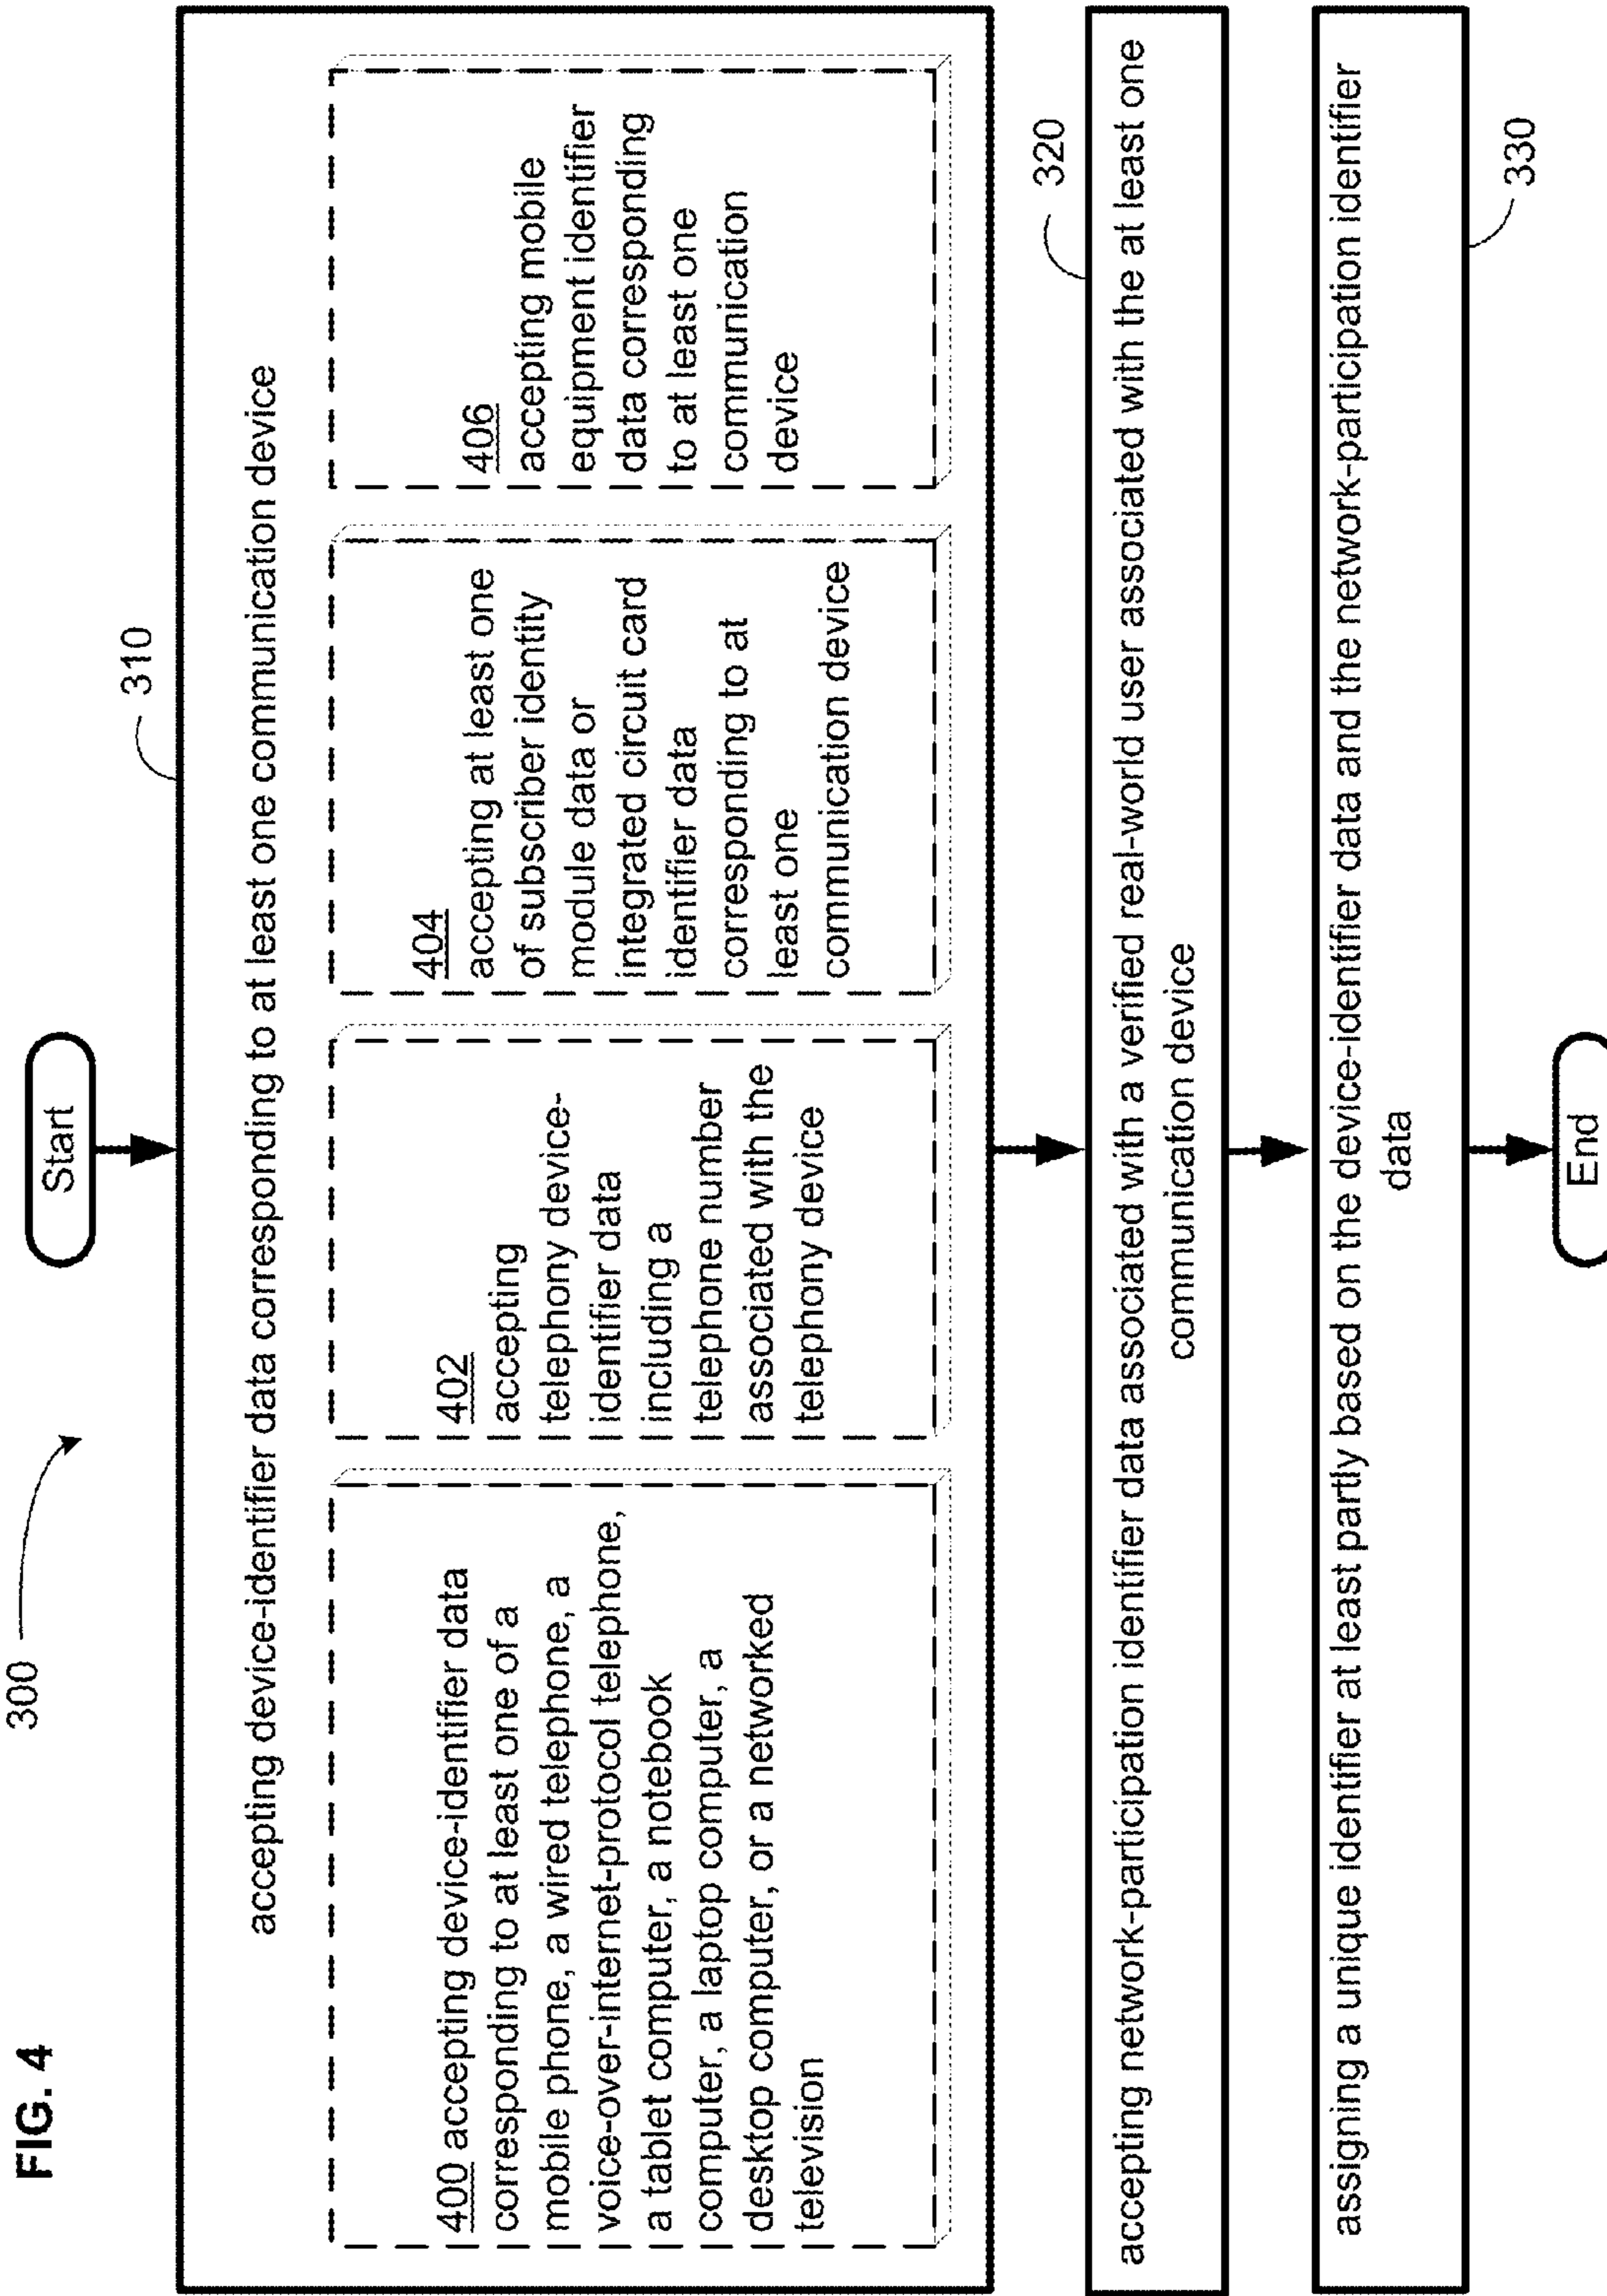 FIG. 4
300
Start
310
accepting device-identifier data corresponding to at least one communication device
400 accepting device-identifier data
corresponding to at least one of a
mobile phone, a wired telephone, a
voice-over-internet-protocol telephone,
a tablet computer, a notebook
computer, a laptop computer, a
desktop computer, or a networked
television
402
accepting
telephony device-
identifier data
including a
telephone number
associated with the
telephony device
404
accepting at least one
of subscriber identity
module data or
integrated circuit card
identifier data
corresponding to at
least one
communication device
406
accepting mobile
equipment identifier
data corresponding
to at least one
communication
device
320
accepting network-participation identifier data associated with a verified real-world user associated with the at least one
communication device
assigning a unique identifier at least partly based on the device-identifier data and the network-participation identifier
data
330
End